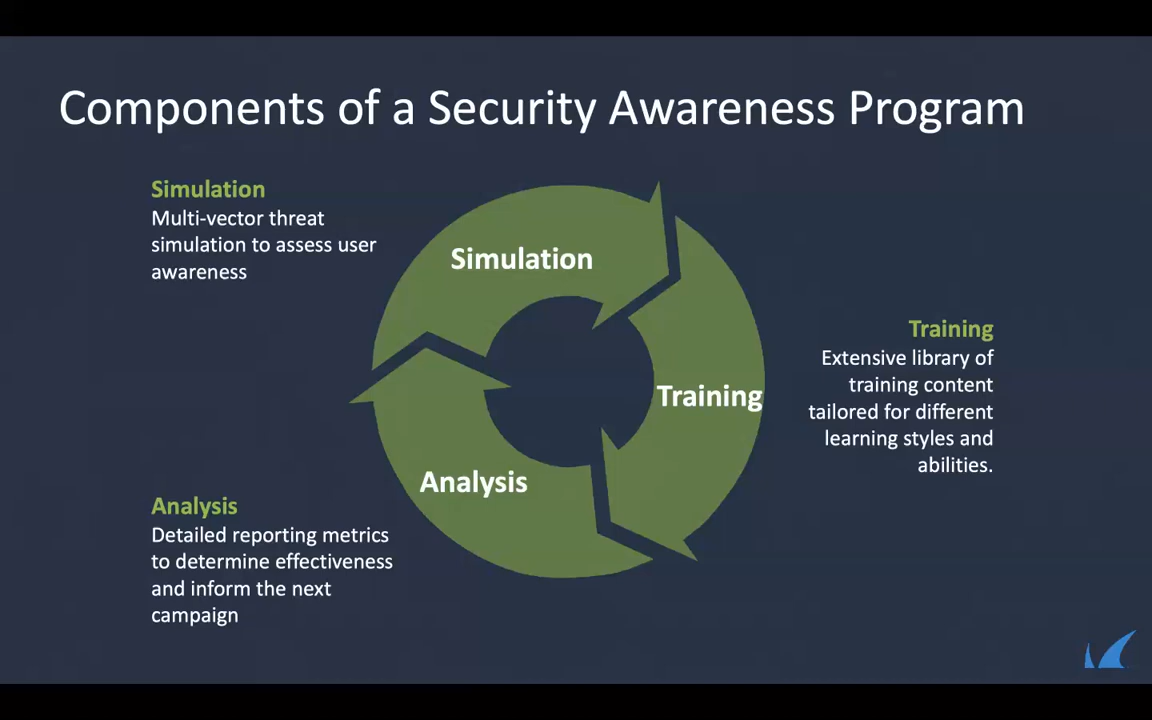 Components of a Security Awareness Program
Simulation
Multi-vector threat
simulation to assess user
awareness
Simulation
Training
Extensive library of
training content
tailored for different
learning styles and
abilities.
Training
Analysis
Analysis
Detailed reporting metrics
to determine effectiveness
and inform the next
campaign